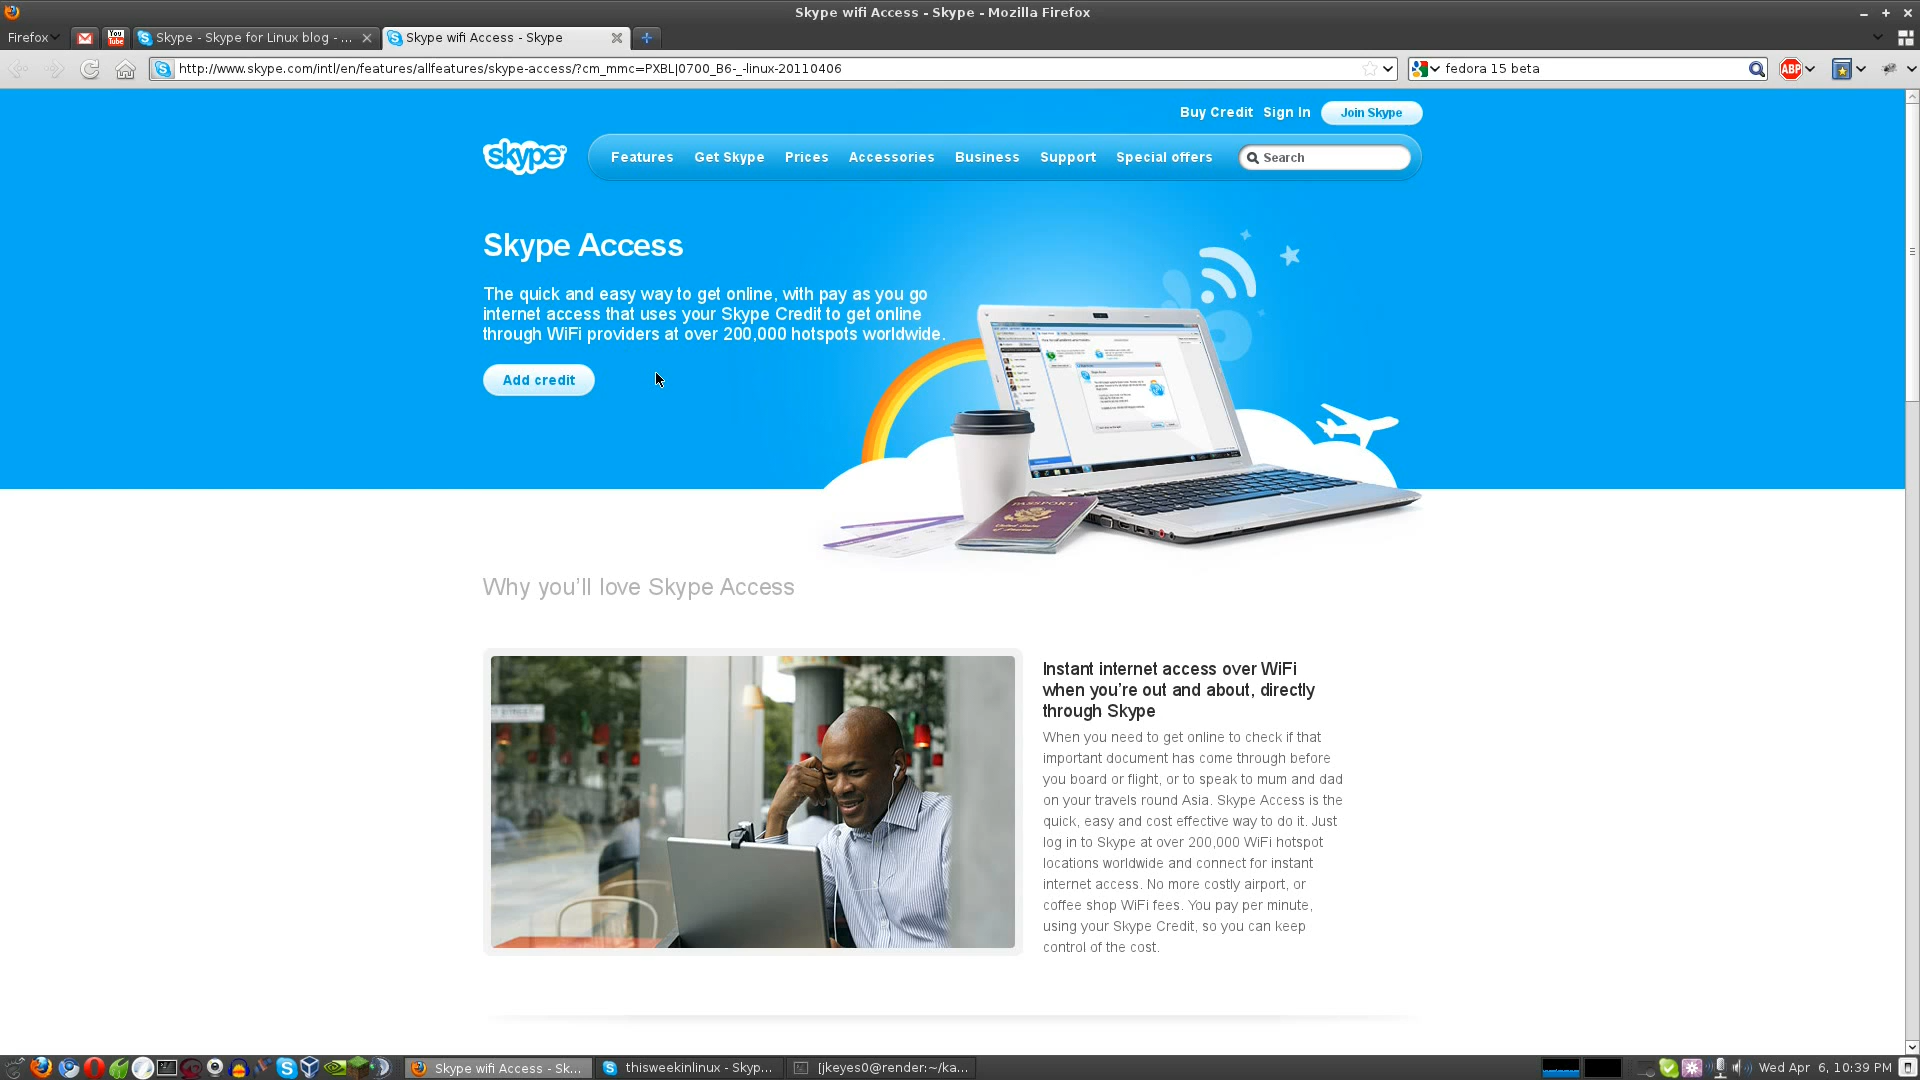 Skype wifi Access - Skype - Mozilla Firefox
Firefox
You Tube
Skype - Skype for Linux blog - ...
Skype wifi Access - Skype
http://www.skype.com/intl/en/features/allfeatures/skype-access/?cm_mmc=PXBL|0700_B6-_-linux-20110406
fedora 15 beta
ABP
Buy Credit Sign In Join Skype
skype
Features Get Skype Prices Accessories Business Support Special offers Search
Skype Access
The quick and easy way to get online, with pay as you go
internet access that uses your Skype Credit to get online
through WiFi providers at over 200,000 hotspots worldwide.
Add credit
PASSPORT
Why you'll love Skype Access
Instant internet access over WiFi
when you're out and about, directly
through Skype
When you need to get online to check if that
important document has come through before
you board or flight, or to speak to mum and dad
on your travels round Asia. Skype Access is the
quick, easy and cost effective way to do it. Just
log in to Skype at over 200,000 WiFi hotspot
locations worldwide and connect for instant
internet access. No more costly airport, or
coffee shop WiFi fees. You pay per minute,
using your Skype Credit, so you can keep
control of the cost.
Skype wifi Access - Sk...
thisweekinlinux - Skyp...
[jkeyes0@render:~/ka...
Wed Apr 6, 10:39 PM